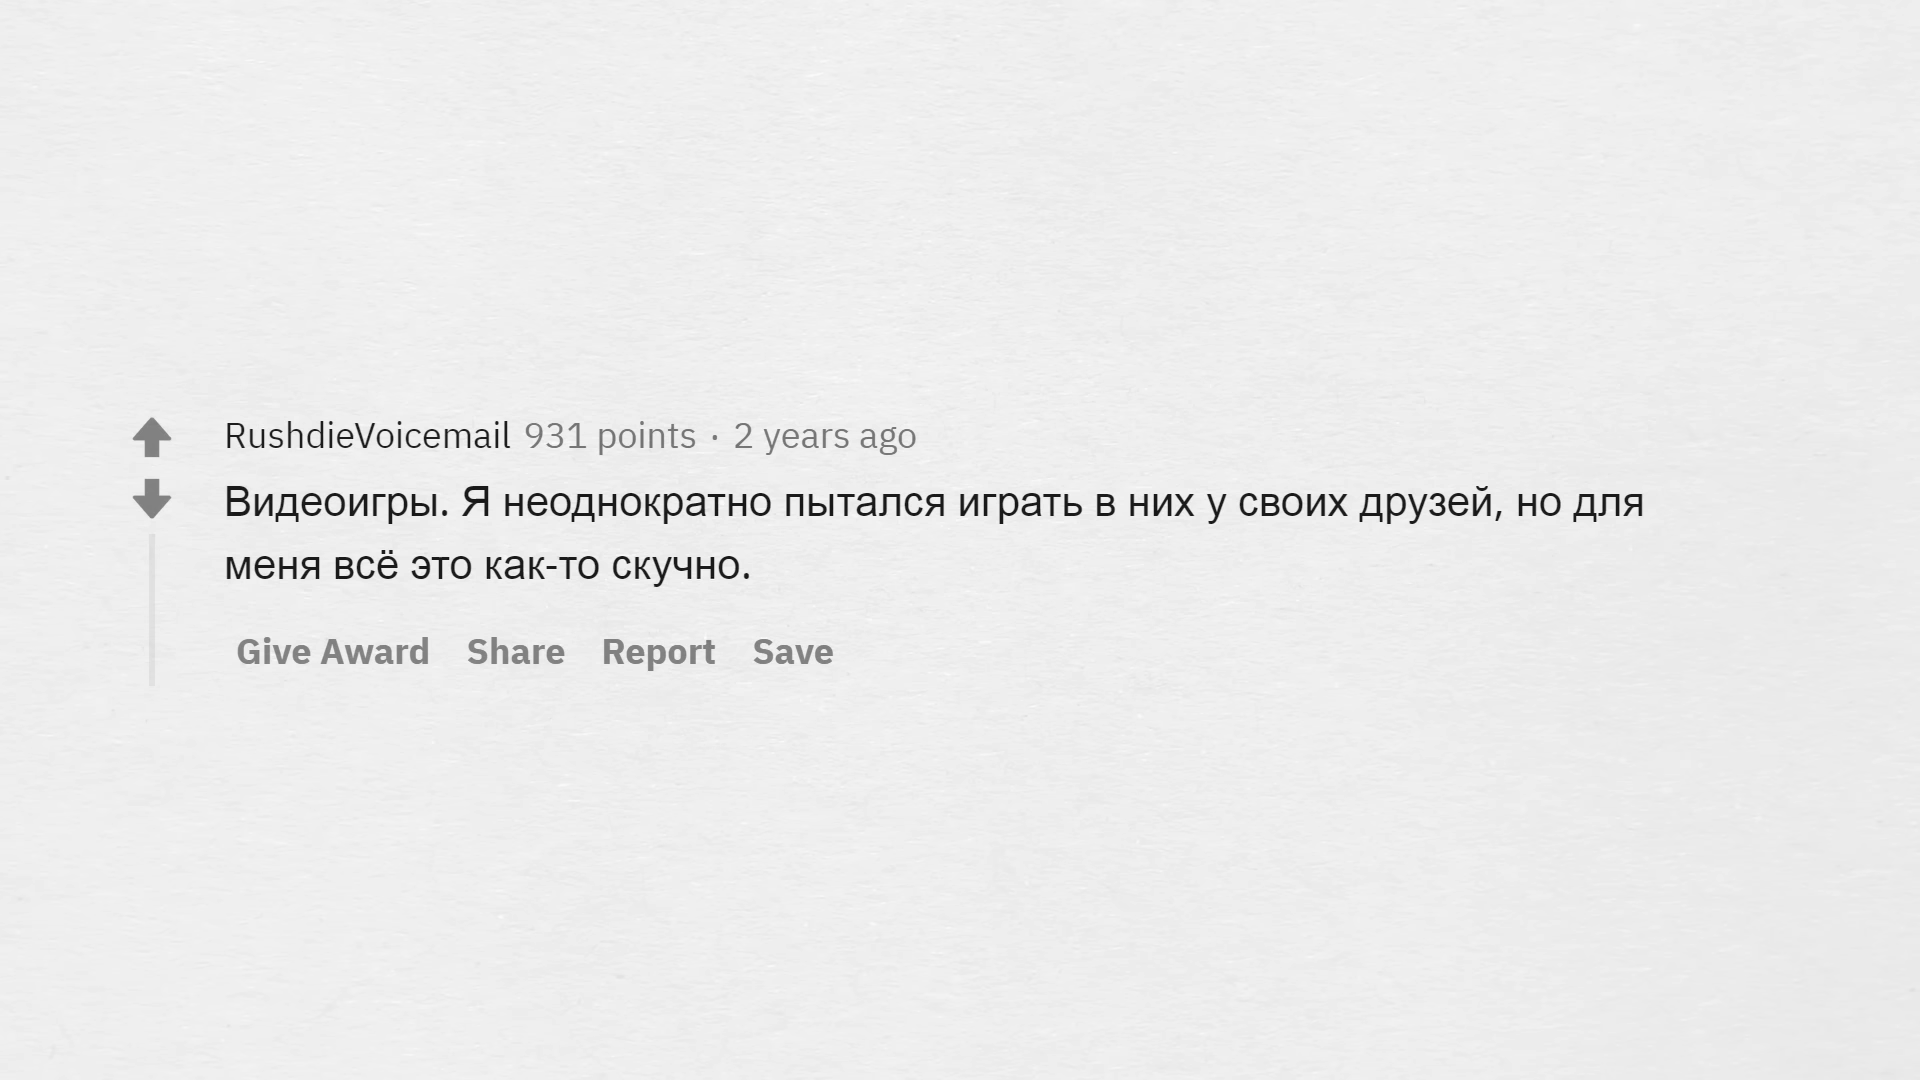 RushdieVoicemail 931 points · 2 years ago
Видеоигры. Я неоднократно пытался играть в них у своих друзей, но для
меня всё это как-то скучно.
Give Award Share Report Save